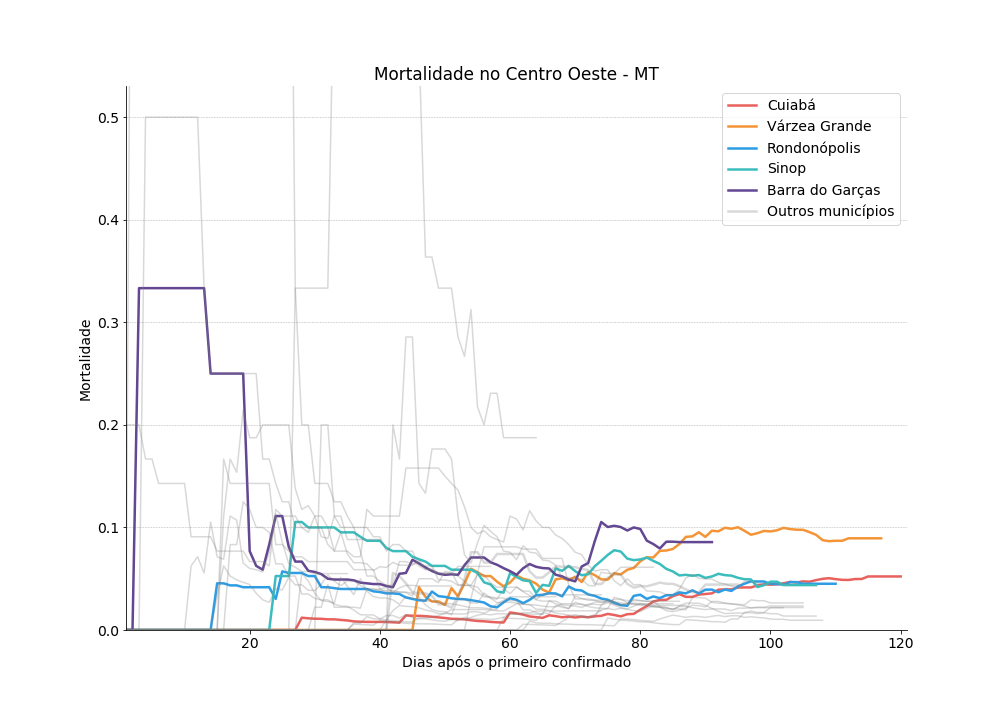 Mortalidade no Centro Oeste - MT
Cuiabá
Várzea Grande
Rondonópolis
Sinop
Barra do Garças
Outros municípios
Mortalidade
0.5
0.4
0.3
0.2
0.1
0.0
20 40 60 80 100 120
Dias após o primeiro confirmado